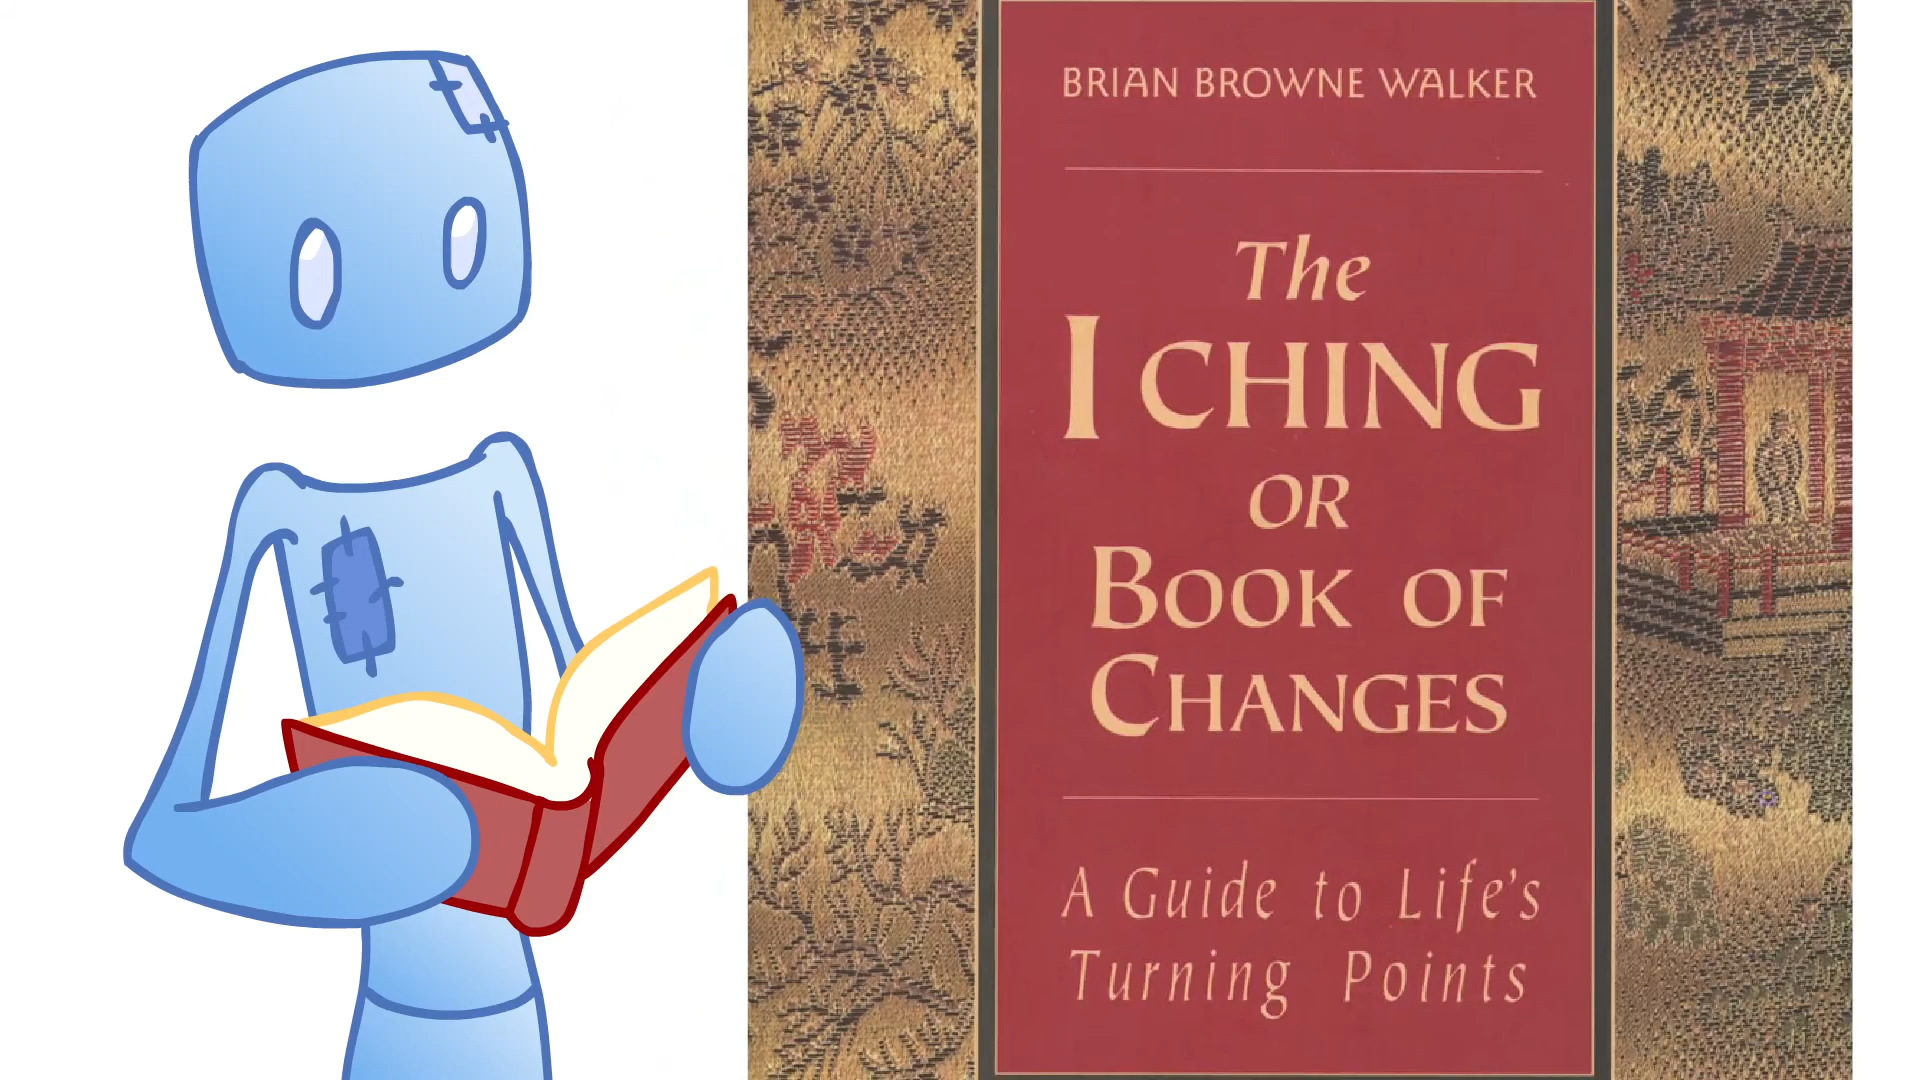 BRIAN BROWNE WALKER
The
I CHING
OR
BOOK OF
CHANGES
A Guide to Life's
Turning Points